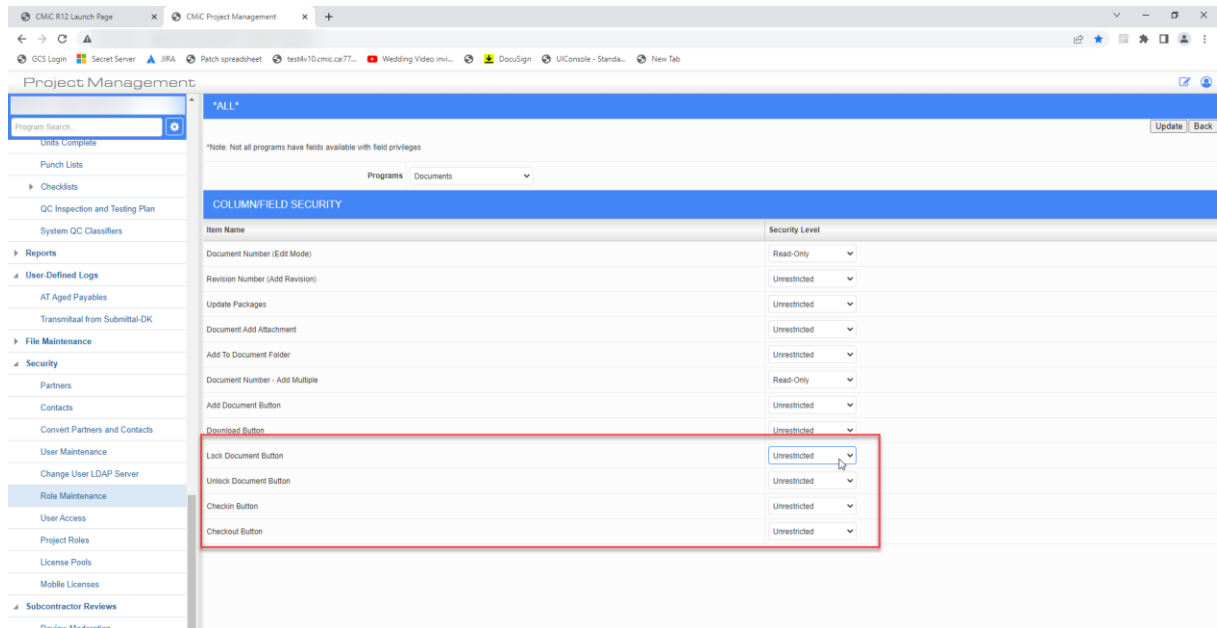 CMiC R12 Launch Page
CMiC Project Management
GCS Login
Secret Server
JIRA
Patch spreadsheet
test4v10.cmic.ca:77...
Wedding Video invi...
DocuSign
UIConsole - Standa...
New Tab
Project Management
Program Search...
Units Complete
Punch Lists
Checklists
QC Inspection and Testing Plan
System QC Classifiers
Reports
User-Defined Logs
AT Aged Payables
Transmitaal from Submittal-DK
File Maintenance
Security
Partners
Contacts
Convert Partners and Contacts
User Maintenance
Change User LDAP Server
Role Maintenance
User Access
Project Roles
License Pools
Mobile Licenses
Subcontractor Reviews
Review Moderation
*ALL*
Update Back
*Note: Not all programs have fields available with field privileges
Programs Documents
COLUMN/FIELD SECURITY
Item Name Security Level
Document Number (Edit Mode) Read-Only
Revision Number (Add Revision) Unrestricted
Update Packages Unrestricted
Document Add Attachment Unrestricted
Add To Document Folder Unrestricted
Document Number - Add Multiple Read-Only
Add Document Button Unrestricted
Download Button Unrestricted
Lock Document Button Unrestricted
Unlock Document Button Unrestricted
Checkin Button Unrestricted
Checkout Button Unrestricted